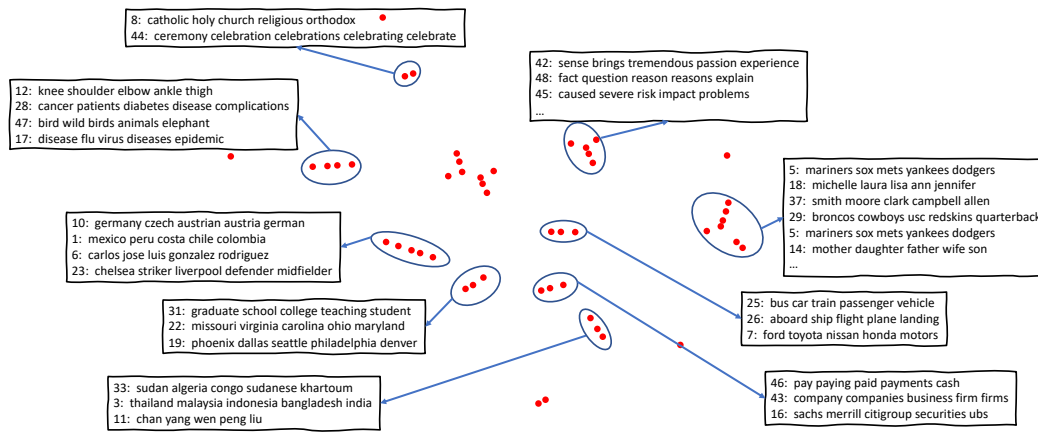 8: catholic holy church religious orthodox
44: ceremony celebration celebrations celebrating celebrate
42: sense brings tremendous passion experience
48: fact question reason reasons explain
45: caused severe risk impact problems
...
12: knee shoulder elbow ankle thigh
28: cancer patients diabetes disease complications
47: bird wild birds animals elephant
17: disease flu virus diseases epidemic
5: mariners sox mets yankees dodgers
18: michelle laura lisa ann jennifer
37: smith moore clark campbell allen
29: broncos cowboys usc redskins quarterback
5: mariners sox mets yankees dodgers
14: mother daughter father wife son
...
10: germany czech austrian austria german
1: mexico peru costa chile colombia
6: carlos jose luis gonzalez rodriguez
23: chelsea striker liverpool defender midfielder
31: graduate school college teaching student
22: missouri virginia carolina ohio maryland
19: phoenix dallas seattle philadelphia denver
25: bus car train passenger vehicle
26: aboard ship flight plane landing
7: ford toyota nissan honda motors
33: sudan algeria congo sudanese khartoum
3: thailand malaysia indonesia bangladesh india
11: chan yang wen peng liu
46: pay paying paid payments cash
43: company companies business firm firms
16: sachs merrill citigroup securities ubs